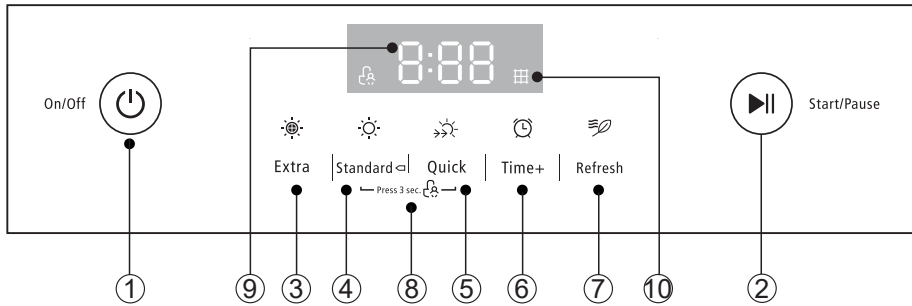 8:88
On/Off
Start/Pause
Extra
Standard
Quick
Time+
Refresh
Press 3 sec.
1
9
3
4
8
5
6
7
10
2